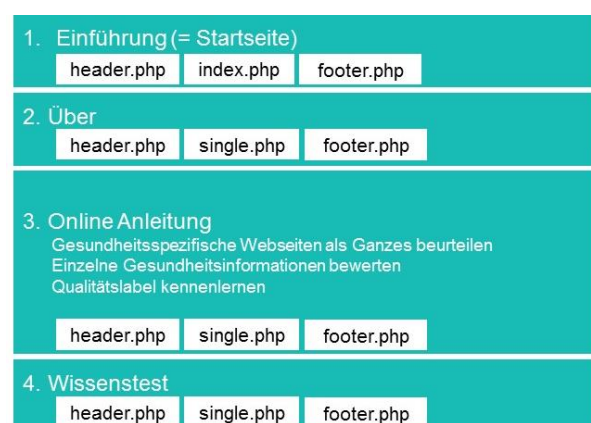 1. Einführung (= Startseite)
header.php index.php footer.php
2. Über
header.php single.php footer.php
3. Online Anleitung
Gesundheitsspezifische Webseiten als Ganzes beurteilen
Einzelne Gesundheitsinformationen bewerten
Qualitätslabel kennenlernen
header.php single.php footer.php
4. Wissenstest
header.php single.php footer.php